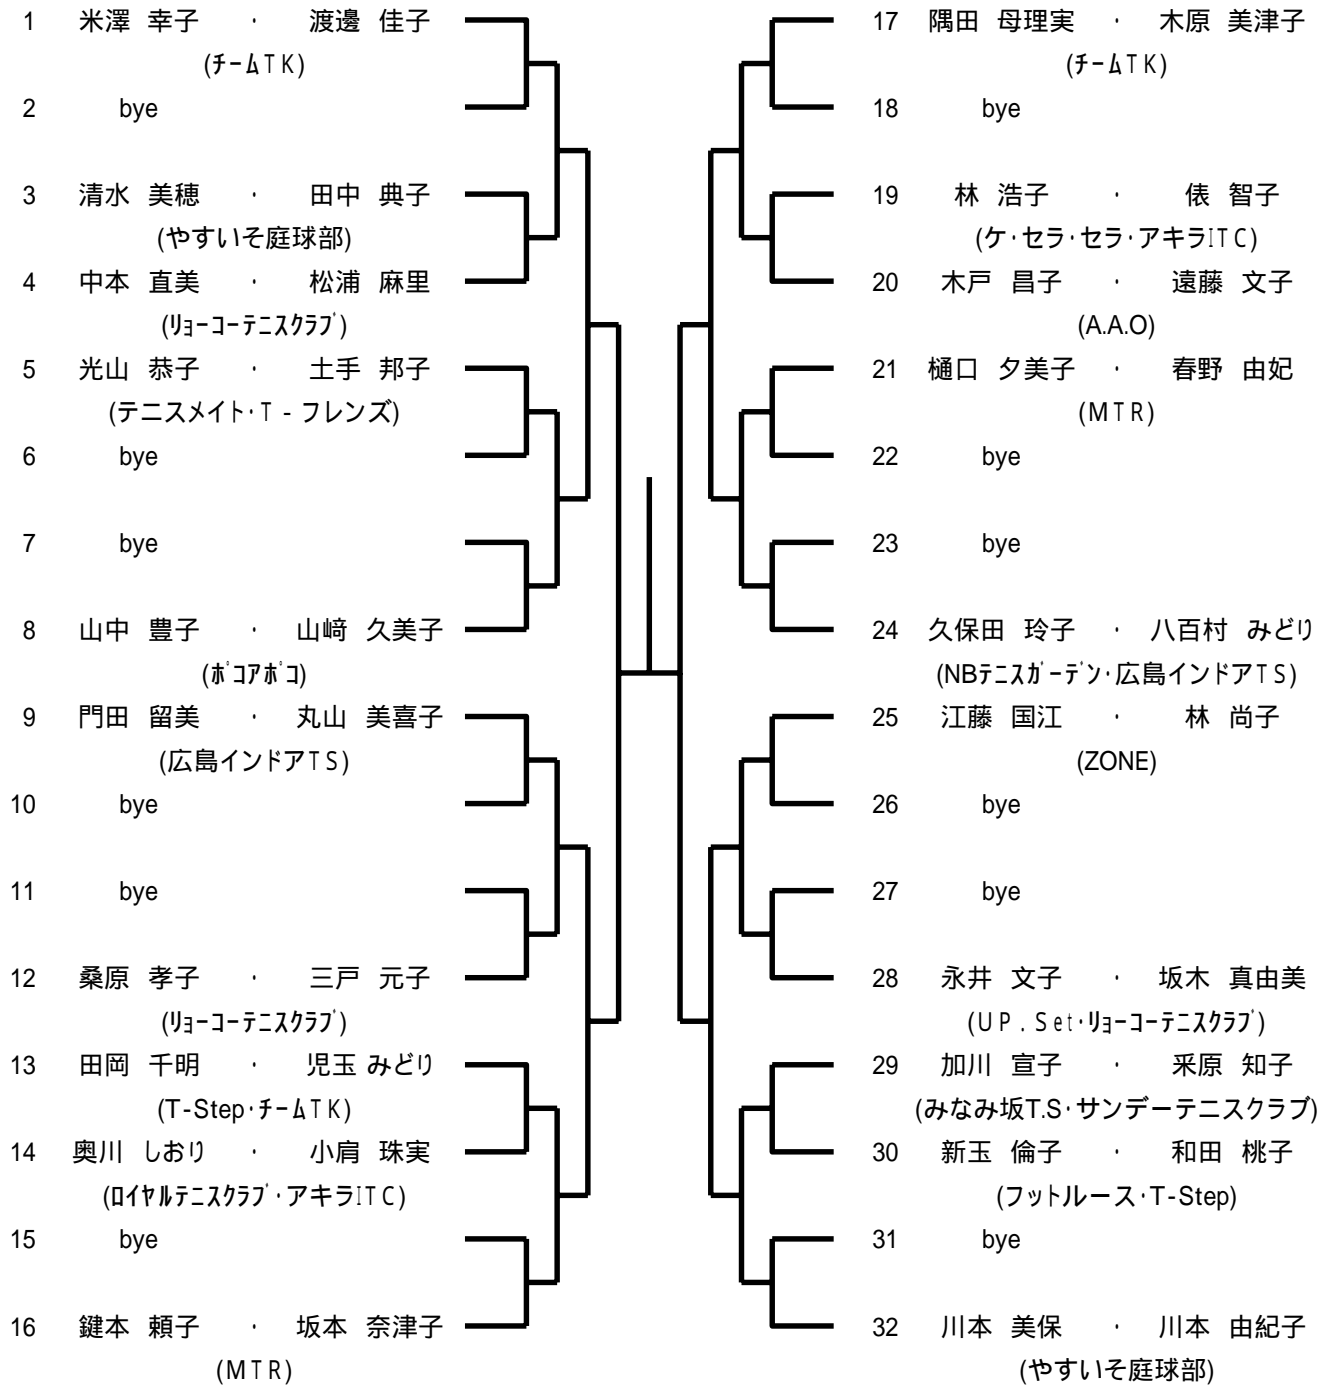 1 米澤 幸子 ・ 渡邊 佳子
(ﾁｰﾑTK)
2 bye
3 清水 美穂 ・ 田中 典子
(やすいそ庭球部)
4 中本 直美 ・ 松浦 麻里
(ﾘｮｰｺｰﾃﾆｽｸﾗﾌﾞ)
5 光山 恭子 ・ 土手 邦子
(テニスメイト・T - フレンズ)
6 bye
7 bye
8 山中 豊子 ・ 山﨑 久美子
(ﾎﾟｺｱﾎﾟｺ)
9 門田 留美 ・ 丸山 美喜子
(広島インドアTS)
10 bye
11 bye
12 桑原 孝子 ・ 三戸 元子
(ﾘｮｰｺｰﾃﾆｽｸﾗﾌﾞ)
13 田岡 千明 ・ 児玉 みどり
(T-Step・ﾁｰﾑTK)
14 奥川 しおり ・ 小肩 珠実
(ﾛｲﾔﾙﾃﾆｽｸﾗﾌﾞ・アキラITC)
15 bye
16 鍵本 頼子 ・ 坂本 奈津子
(MTR)
17 隅田 母理実 ・ 木原 美津子
(ﾁｰﾑTK)
18 bye
19 林 浩子 ・ 俵 智子
(ケ・セラ・セラ・アキラITC)
20 木戸 昌子 ・ 遠藤 文子
(A.A.O)
21 樋口 夕美子 ・ 春野 由妃
(MTR)
22 bye
23 bye
24 久保田 玲子 ・ 八百村 みどり
(NBﾃﾆｽｶﾞｰﾃﾞﾝ・広島インドアTS)
25 江藤 国江 ・ 林 尚子
(ZONE)
26 bye
27 bye
28 永井 文子 ・ 坂木 真由美
(UP.Set・ﾘｮｰｺｰﾃﾆｽｸﾗﾌﾞ)
29 加川 宣子 ・ 釆原 知子
(みなみ坂T.S・サンデーテニスクラブ)
30 新玉 倫子 ・ 和田 桃子
(フットルース・T-Step)
31 bye
32 川本 美保 ・ 川本 由紀子
(やすいそ庭球部)